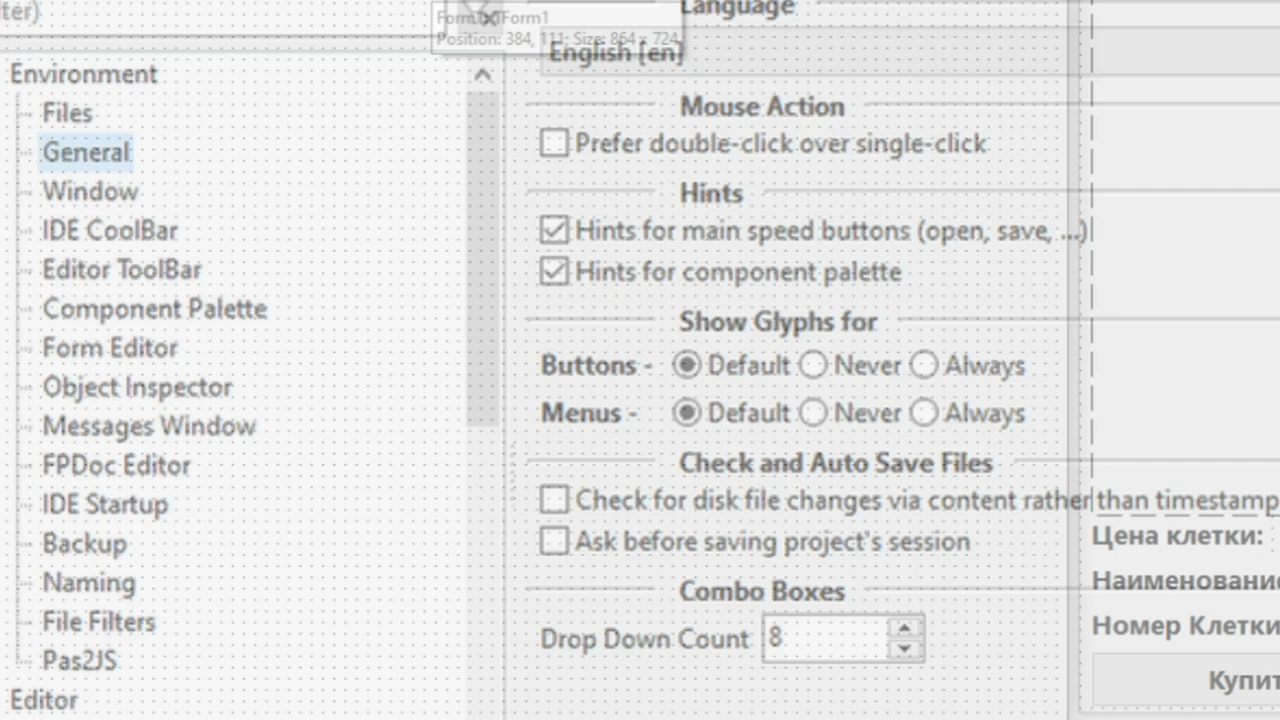 ter)
Form1: TForm1
Position: 384, 111; Size: 864 x 724
Language
English [en]
Environment
Files
General
Window
IDE CoolBar
Editor ToolBar
Component Palette
Form Editor
Object Inspector
Messages Window
FPDoc Editor
IDE Startup
Backup
Naming
File Filters
Pas2JS
Editor
Mouse Action
Prefer double-click over single-click
Hints
Hints for main speed buttons (open, save, ...)
Hints for component palette
Show Glyphs for
Buttons - Default Never Always
Menus - Default Never Always
Check and Auto Save Files
Check for disk file changes via content rather than timestamp
Ask before saving project's session
Combo Boxes
Drop Down Count 8
Цена клетки:
Наименование
Номер Клетки
Купит